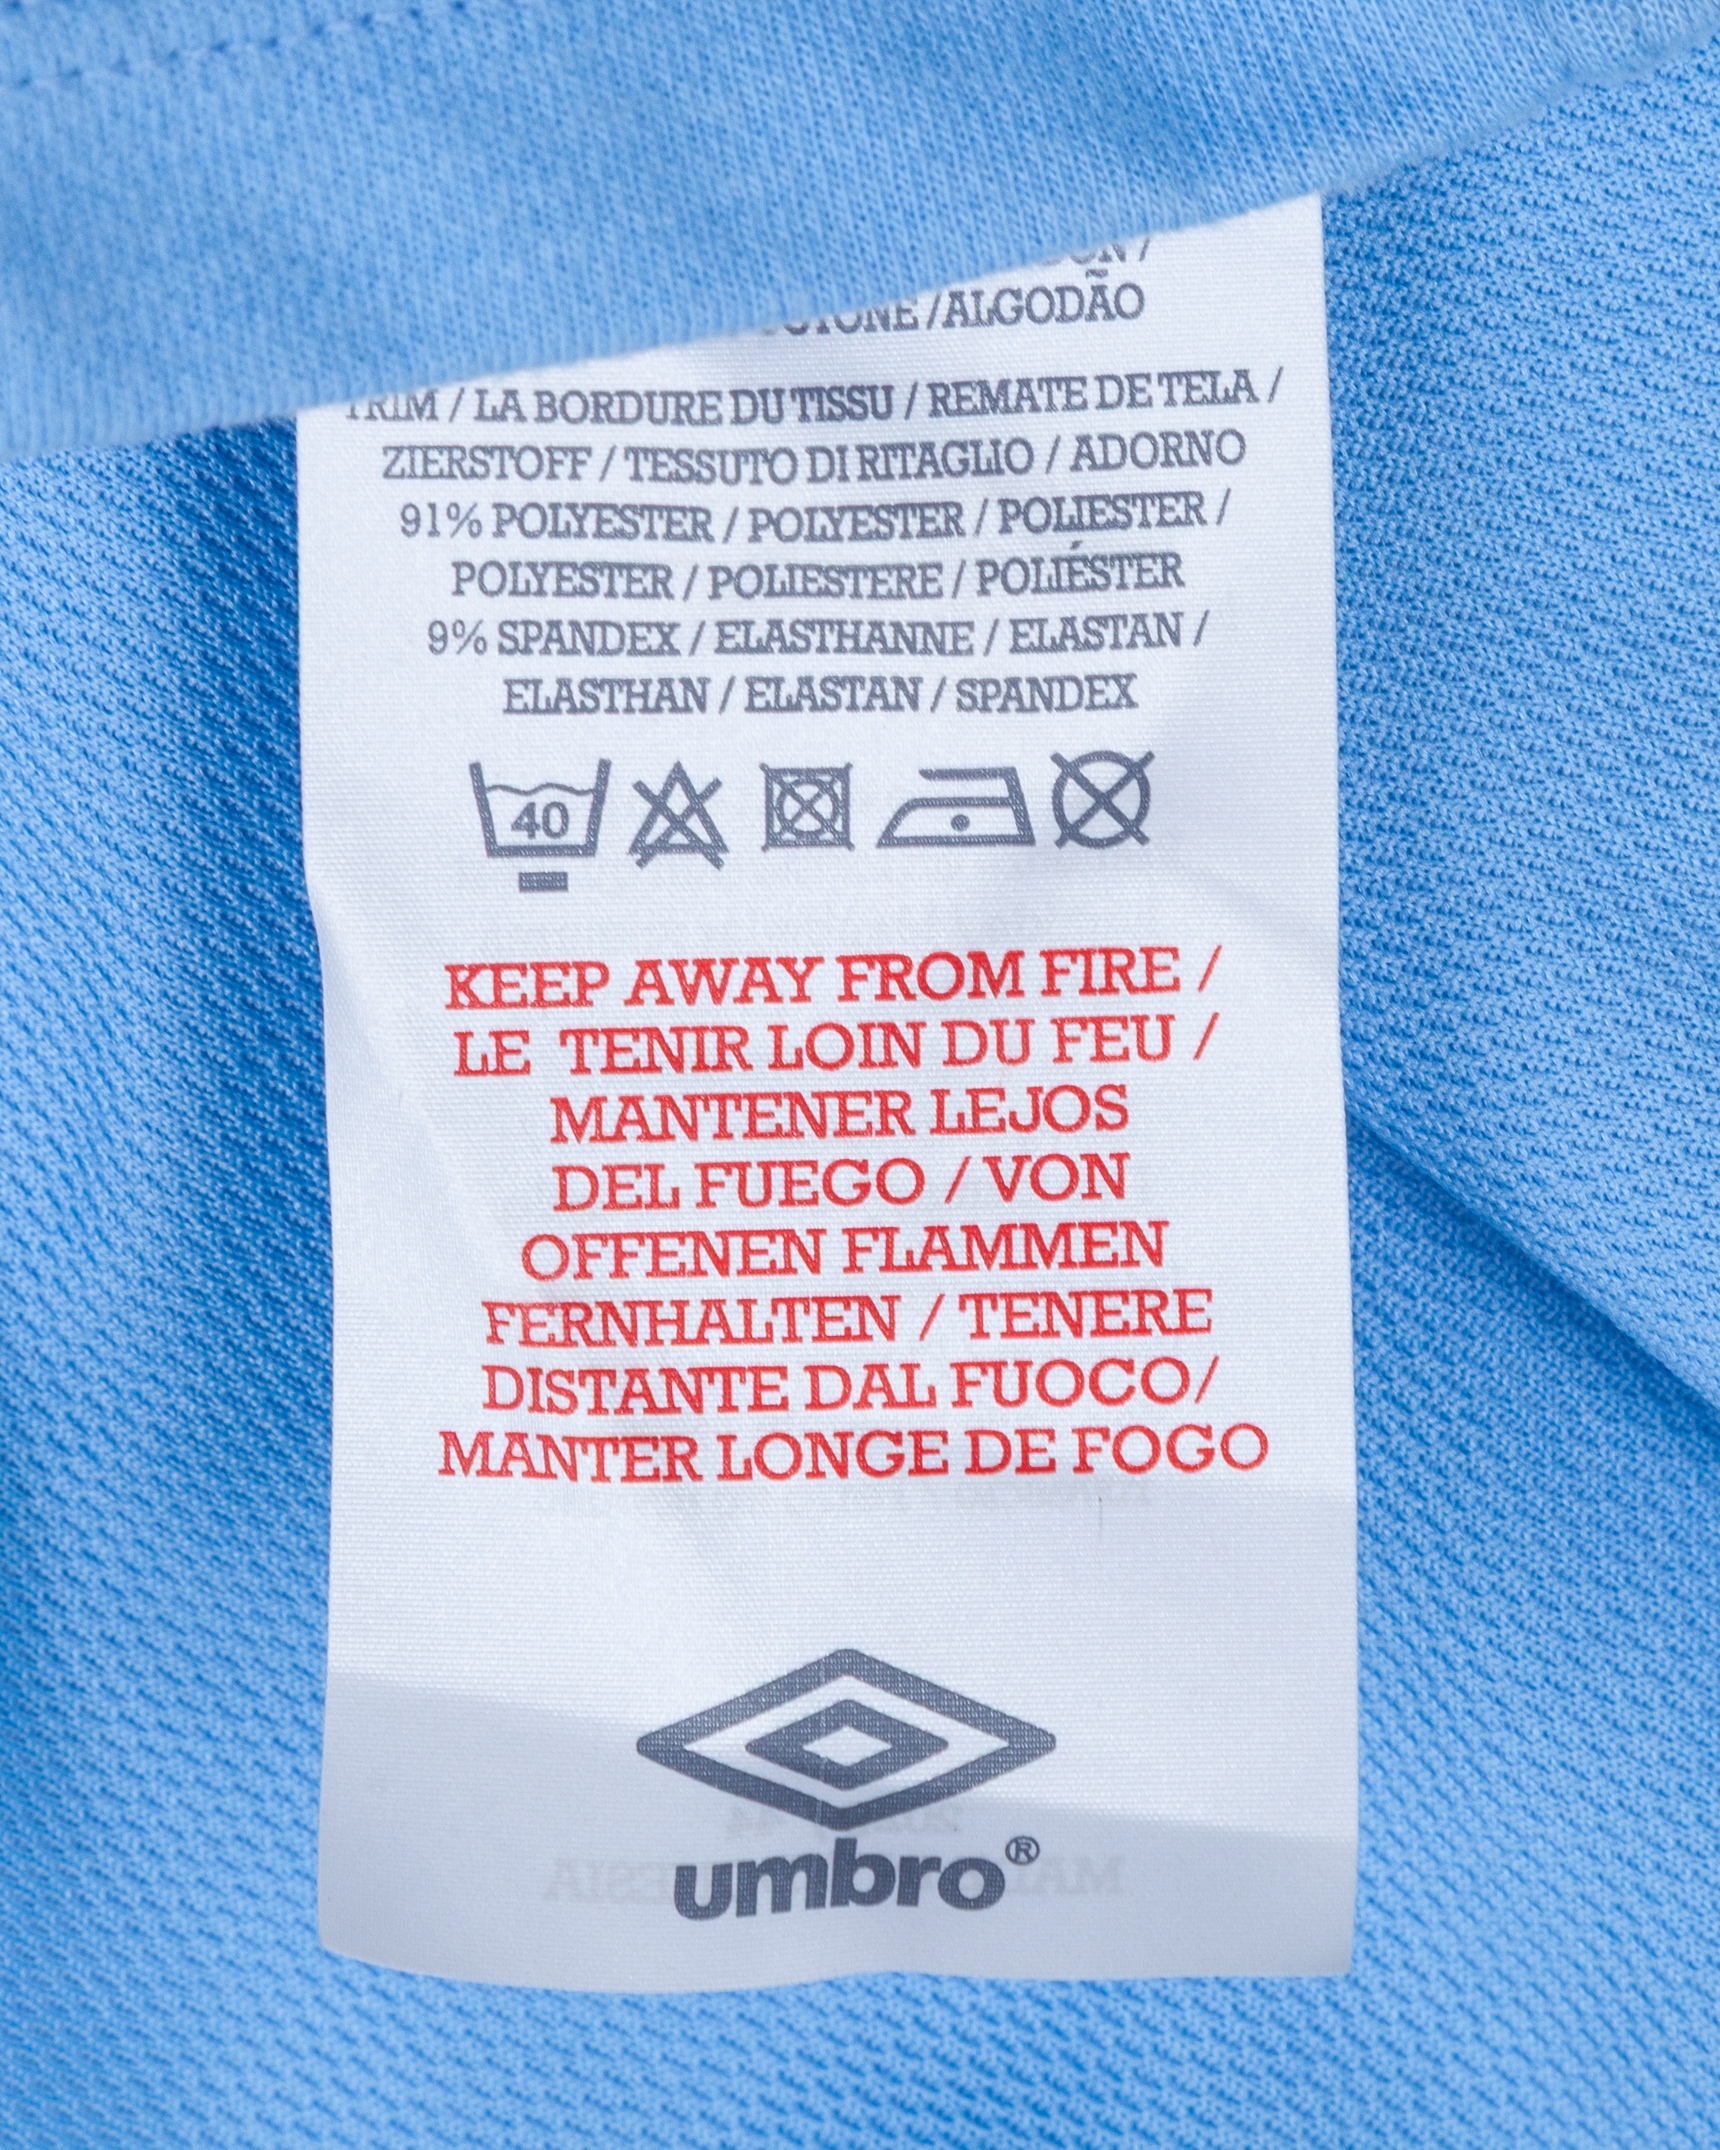 /ALGODÃO
TRIM / LA BORDURE DU TISSU / REMATE DE TELA /
ZIERSTOFF / TESSUTO DI RITAGLIO / ADORNO
91% POLYESTER / POLYESTER / POLIESTER /
POLYESTER / POLIESTERE / POLIÉSTER
9% SPANDEX / ELASTHANNE / ELASTAN /
ELASTHAN / ELASTAN / SPANDEX
40
KEEP AWAY FROM FIRE /
LE TENIR LOIN DU FEU /
MANTENER LEJOS
DEL FUEGO / VON
OFFENEN FLAMMEN
FERNHALTEN / TENERE
DISTANTE DAL FUOCO/
MANTER LONGE DE FOGO
umbro®